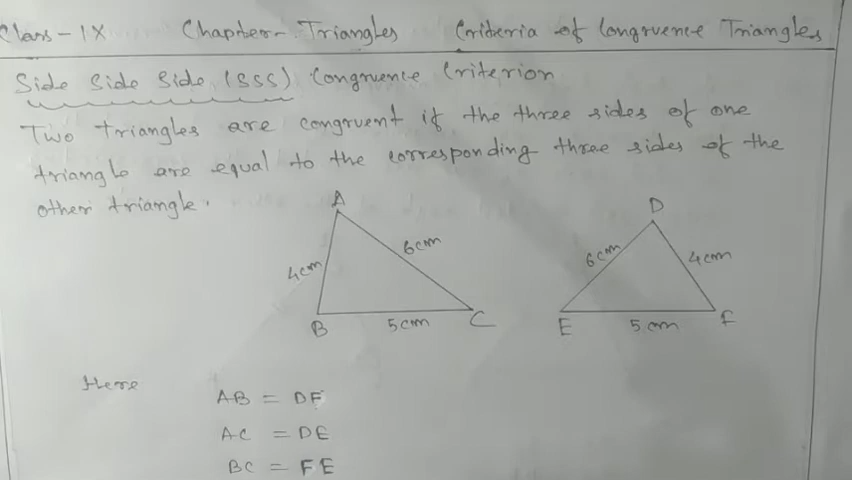 Class - IX Chapter - Triangles Criteria of Congruence Triangles
Side Side Side (SSS) Congruence Criterion
Two triangles are congruent if the three sides of one
triangle are equal to the corresponding three sides of the
other triangle.
A D
6cm 6cm 4cm
4cm
B 5cm C E 5cm F
Here
AB = DF
AC = DE
BC = FE